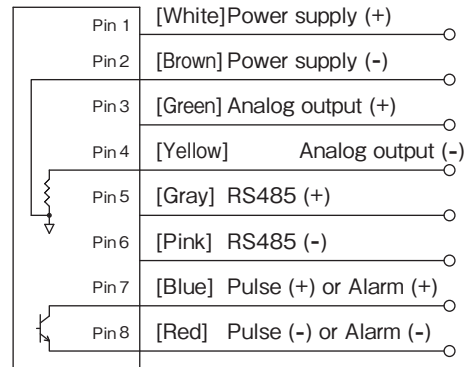 Pin 1 [White] Power supply (+)
Pin 2 [Brown] Power supply (-)
Pin 3 [Green] Analog output (+)
Pin 4 [Yellow] Analog output (-)
Pin 5 [Gray] RS485 (+)
Pin 6 [Pink] RS485 (-)
Pin 7 [Blue] Pulse (+) or Alarm (+)
Pin 8 [Red] Pulse (-) or Alarm (-)